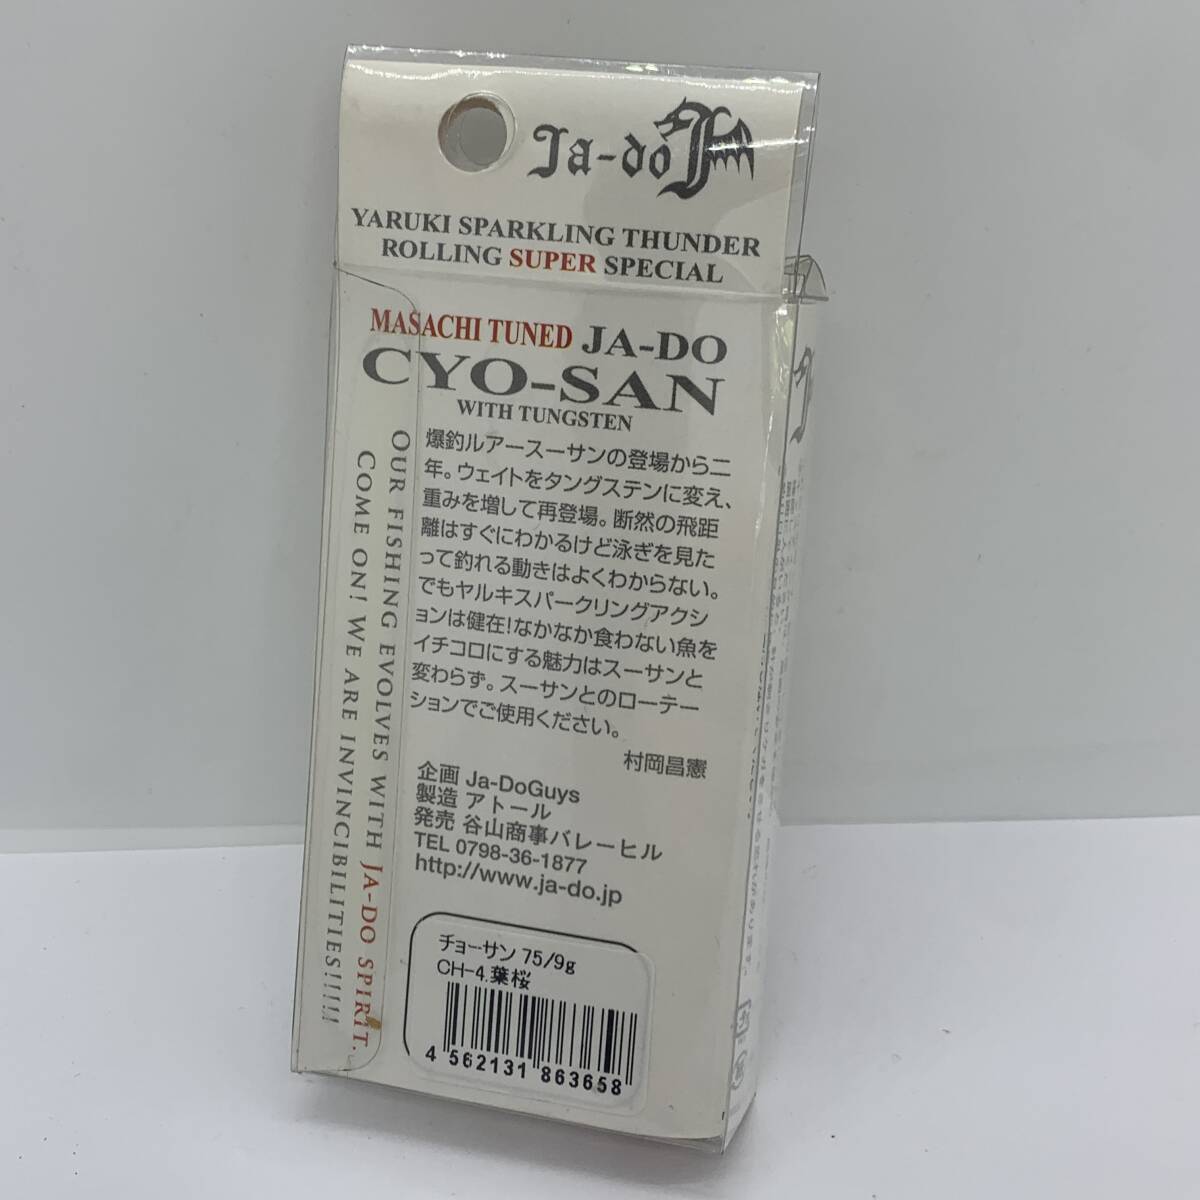 Ja-do
YARUKI SPARKLING THUNDER
ROLLING SUPER SPECIAL
MASACHI TUNED JA-DO
CYO-SAN
WITH TUNGSTEN
爆釣ルアースーサンの登場から二
年。ウェイトをタングステンに変え、
重みを増して再登場。断然の飛距
離はすぐにわかるけど泳ぎを見た
って釣れる動きはよくわからない。
でもヤルキスパークリングアクシ
ョンは健在!なかなか食わない魚を
イチコロにする魅力はスーサンと
変わらず。スーサンとのローテー
ションでご使用ください。
村岡昌憲
企画 Ja-DoGuys
製造 アトール
発売 谷山商事バレーヒル
TEL 0798-36-1877
http://www.ja-do.jp
OUR FISHING EVOLVES WITH JA-DO SPIRIT.
COME ON! WE ARE INVINCIBILITIES!!!!!!
チョーサン 75/9g
CH-4.葉桜
4 562131 863658